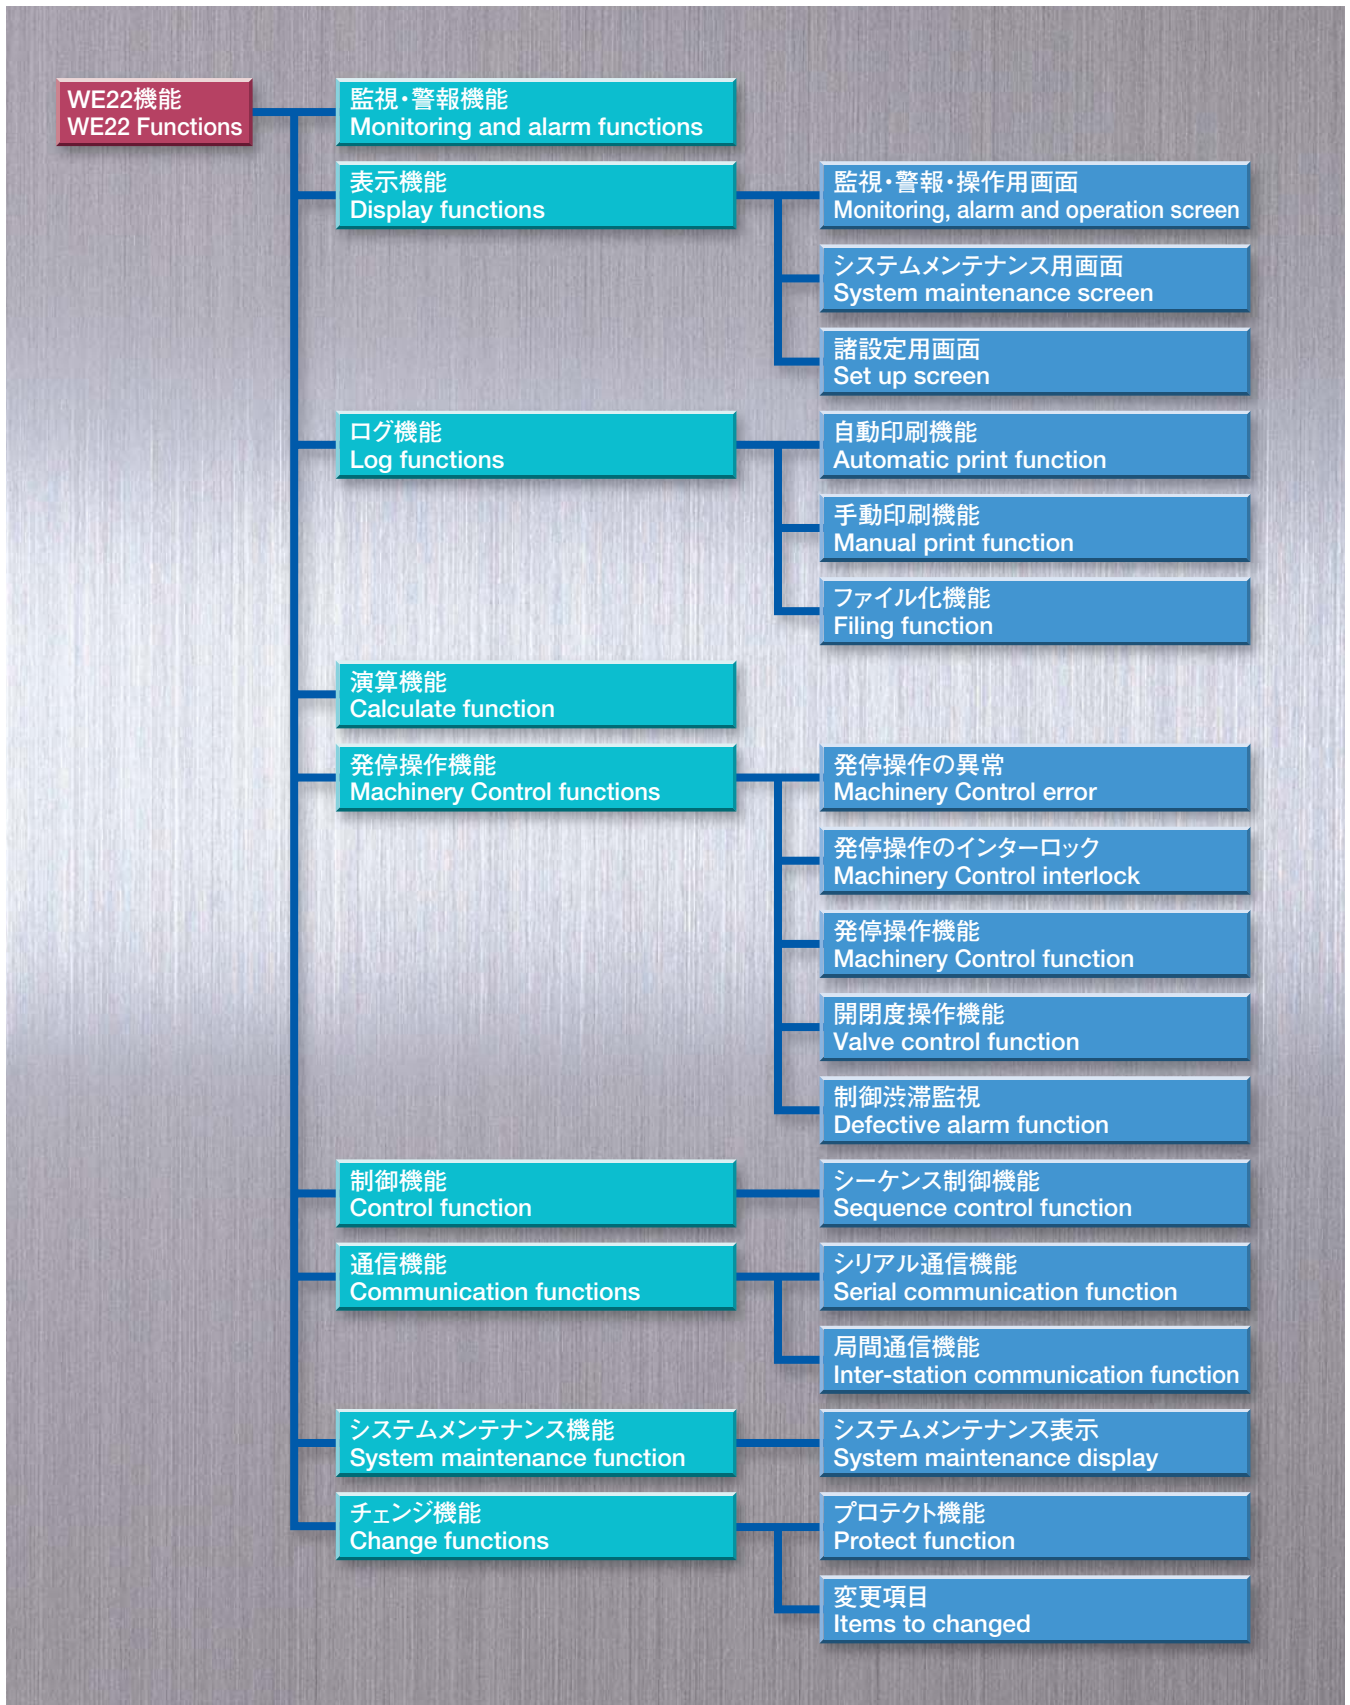 WE22機能
WE22 Functions
監視・警報機能
Monitoring and alarm functions
表示機能
Display functions
監視・警報・操作用画面
Monitoring, alarm and operation screen
システムメンテナンス用画面
System maintenance screen
諸設定用画面
Set up screen
ログ機能
Log functions
自動印刷機能
Automatic print function
手動印刷機能
Manual print function
ファイル化機能
Filing function
演算機能
Calculate function
発停操作機能
Machinery Control functions
発停操作の異常
Machinery Control error
発停操作のインターロック
Machinery Control interlock
発停操作機能
Machinery Control function
開閉度操作機能
Valve control function
制御渋滞監視
Defective alarm function
制御機能
Control function
シーケンス制御機能
Sequence control function
通信機能
Communication functions
シリアル通信機能
Serial communication function
局間通信機能
Inter-station communication function
システムメンテナンス機能
System maintenance function
システムメンテナンス表示
System maintenance display
チェンジ機能
Change functions
プロテクト機能
Protect function
変更項目
Items to changed